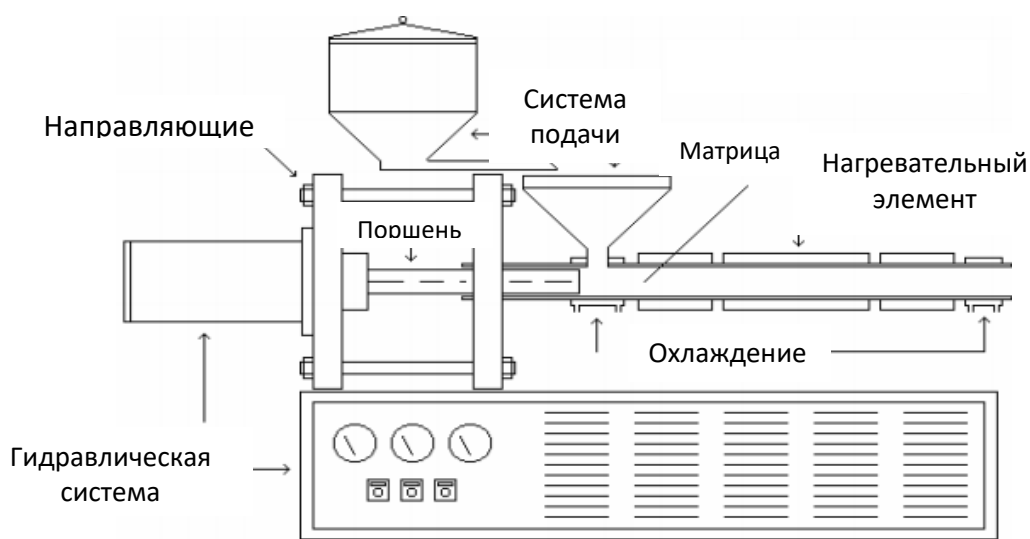 Система
подачи
Направляющие
Матрица
Нагревательный
элемент
Поршень
Охлаждение
Гидравлическая
система